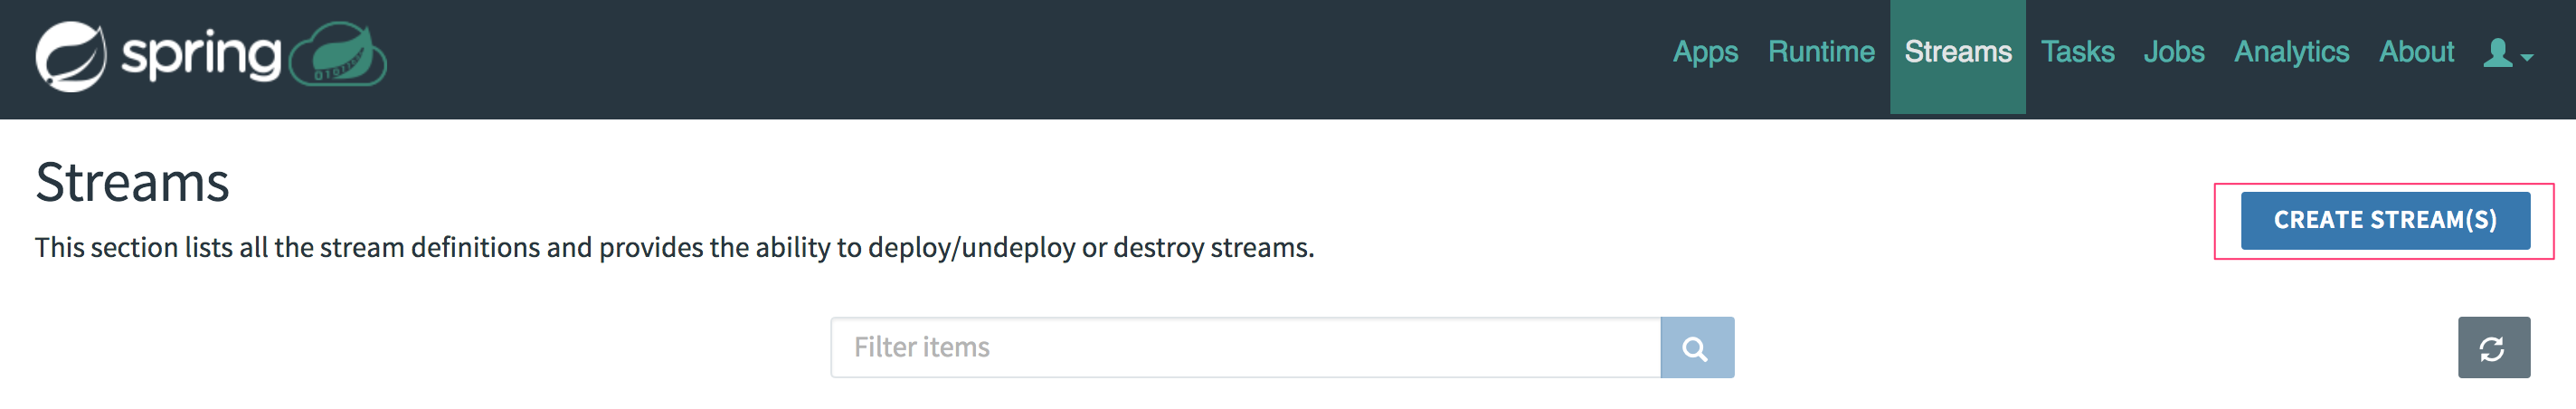 spring
Apps Runtime Streams Tasks Jobs Analytics About
Streams
CREATE STREAM(S)
This section lists all the stream definitions and provides the ability to deploy/undeploy or destroy streams.
Filter items